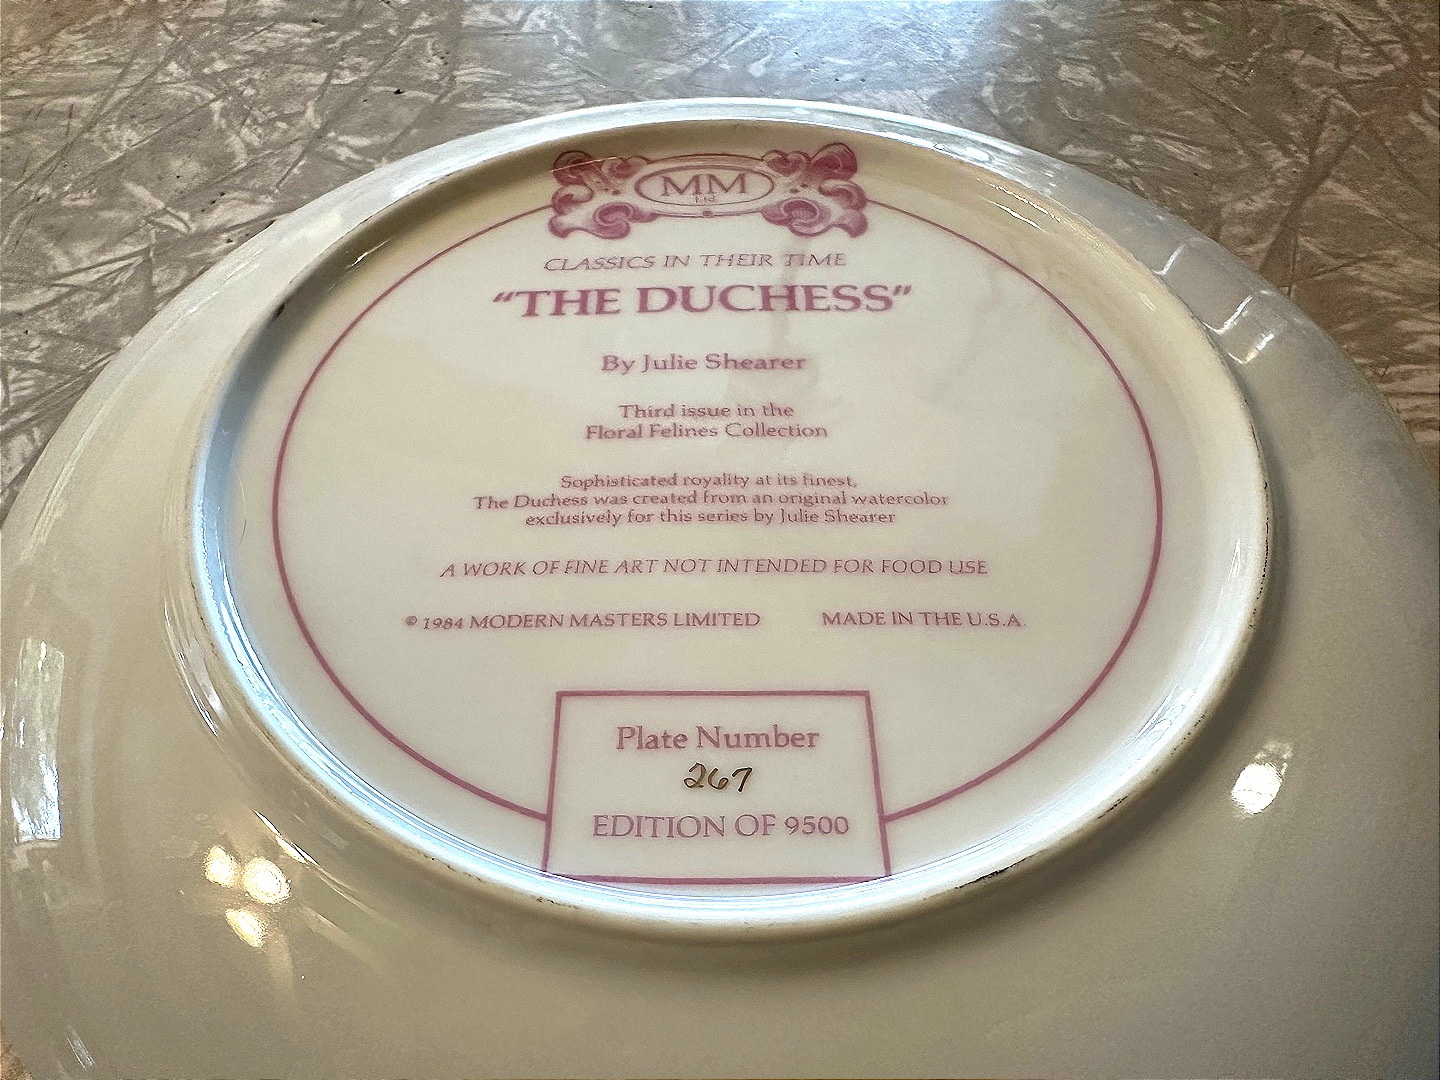 MM
Ltd.
CLASSICS IN THEIR TIME
“THE DUCHESS”
By Julie Shearer
Third issue in the
Floral Felines Collection
Sophisticated royality at its finest,
The Duchess was created from an original watercolor
exclusively for this series by Julie Shearer
A WORK OF FINE ART NOT INTENDED FOR FOOD USE
© 1984 MODERN MASTERS LIMITED MADE IN THE U.S.A.
Plate Number
267
EDITION OF 9500